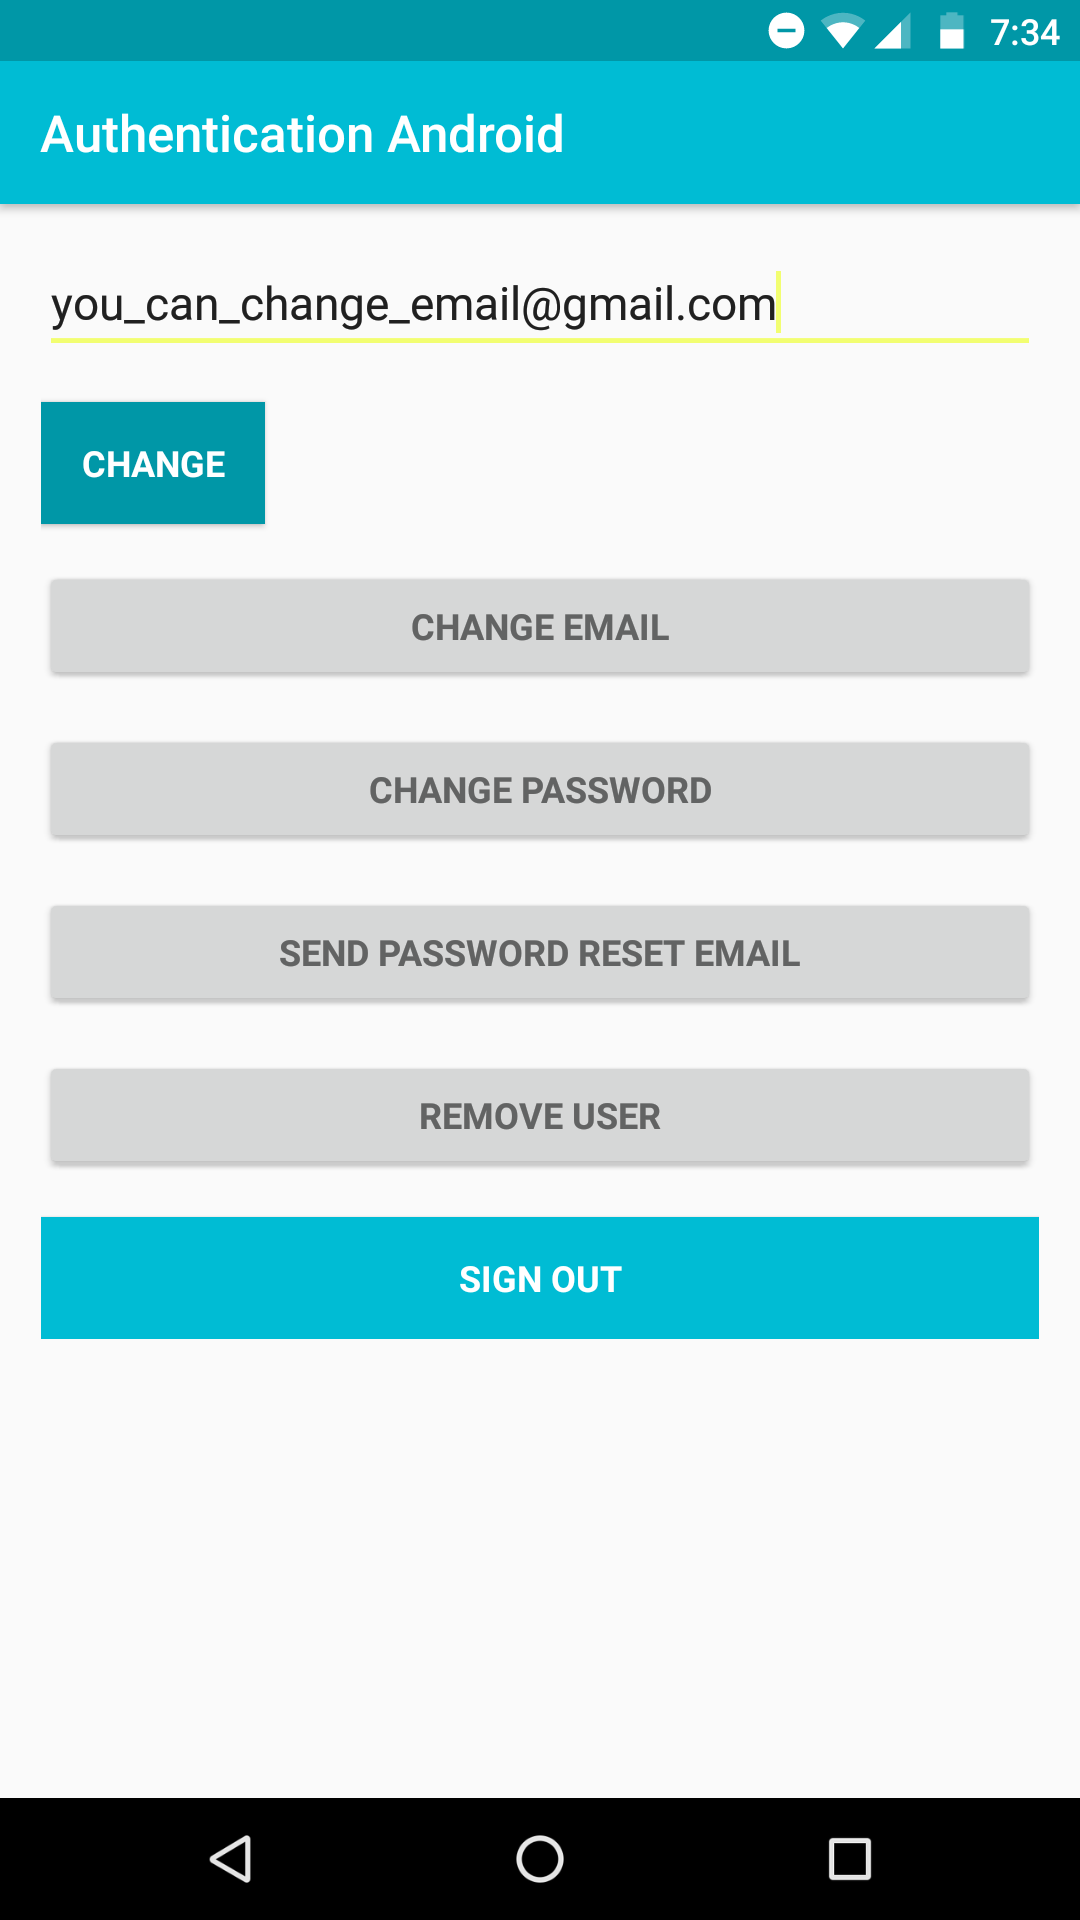 7:34
Authentication Android
you_can_change_email@gmail.com
CHANGE
CHANGE EMAIL
CHANGE PASSWORD
SEND PASSWORD RESET EMAIL
REMOVE USER
SIGN OUT